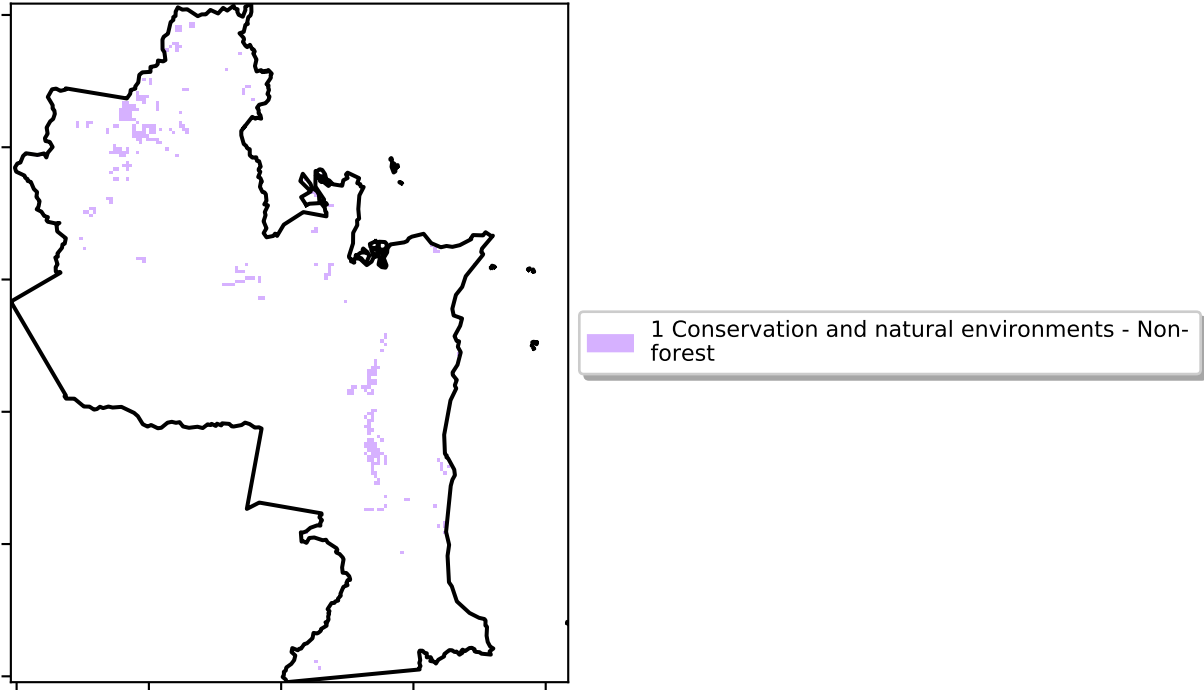 1 Conservation and natural environments - Non-
forest